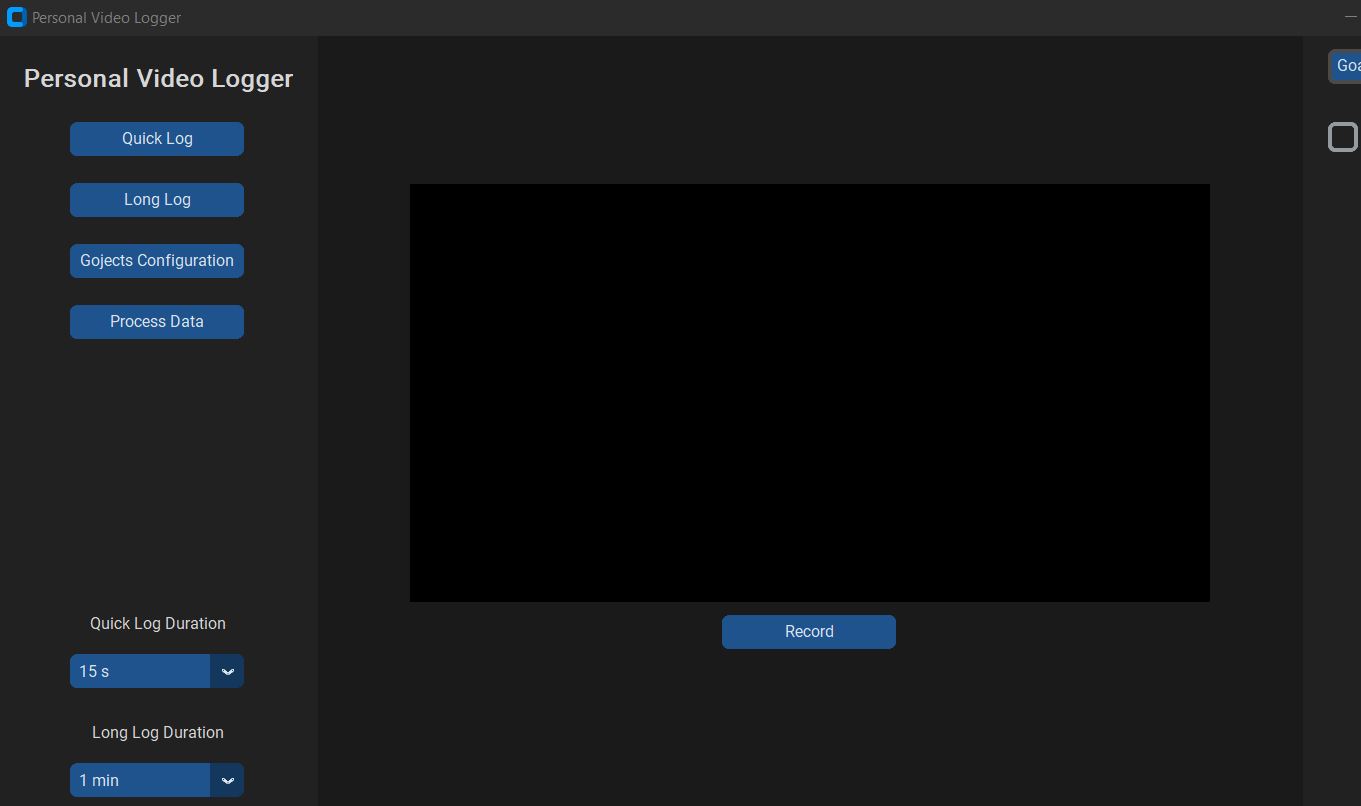 Personal Video Logger
Personal Video Logger
Quick Log
Long Log
Gojects Configuration
Process Data
Quick Log Duration
15 s
Long Log Duration
1 min
Record